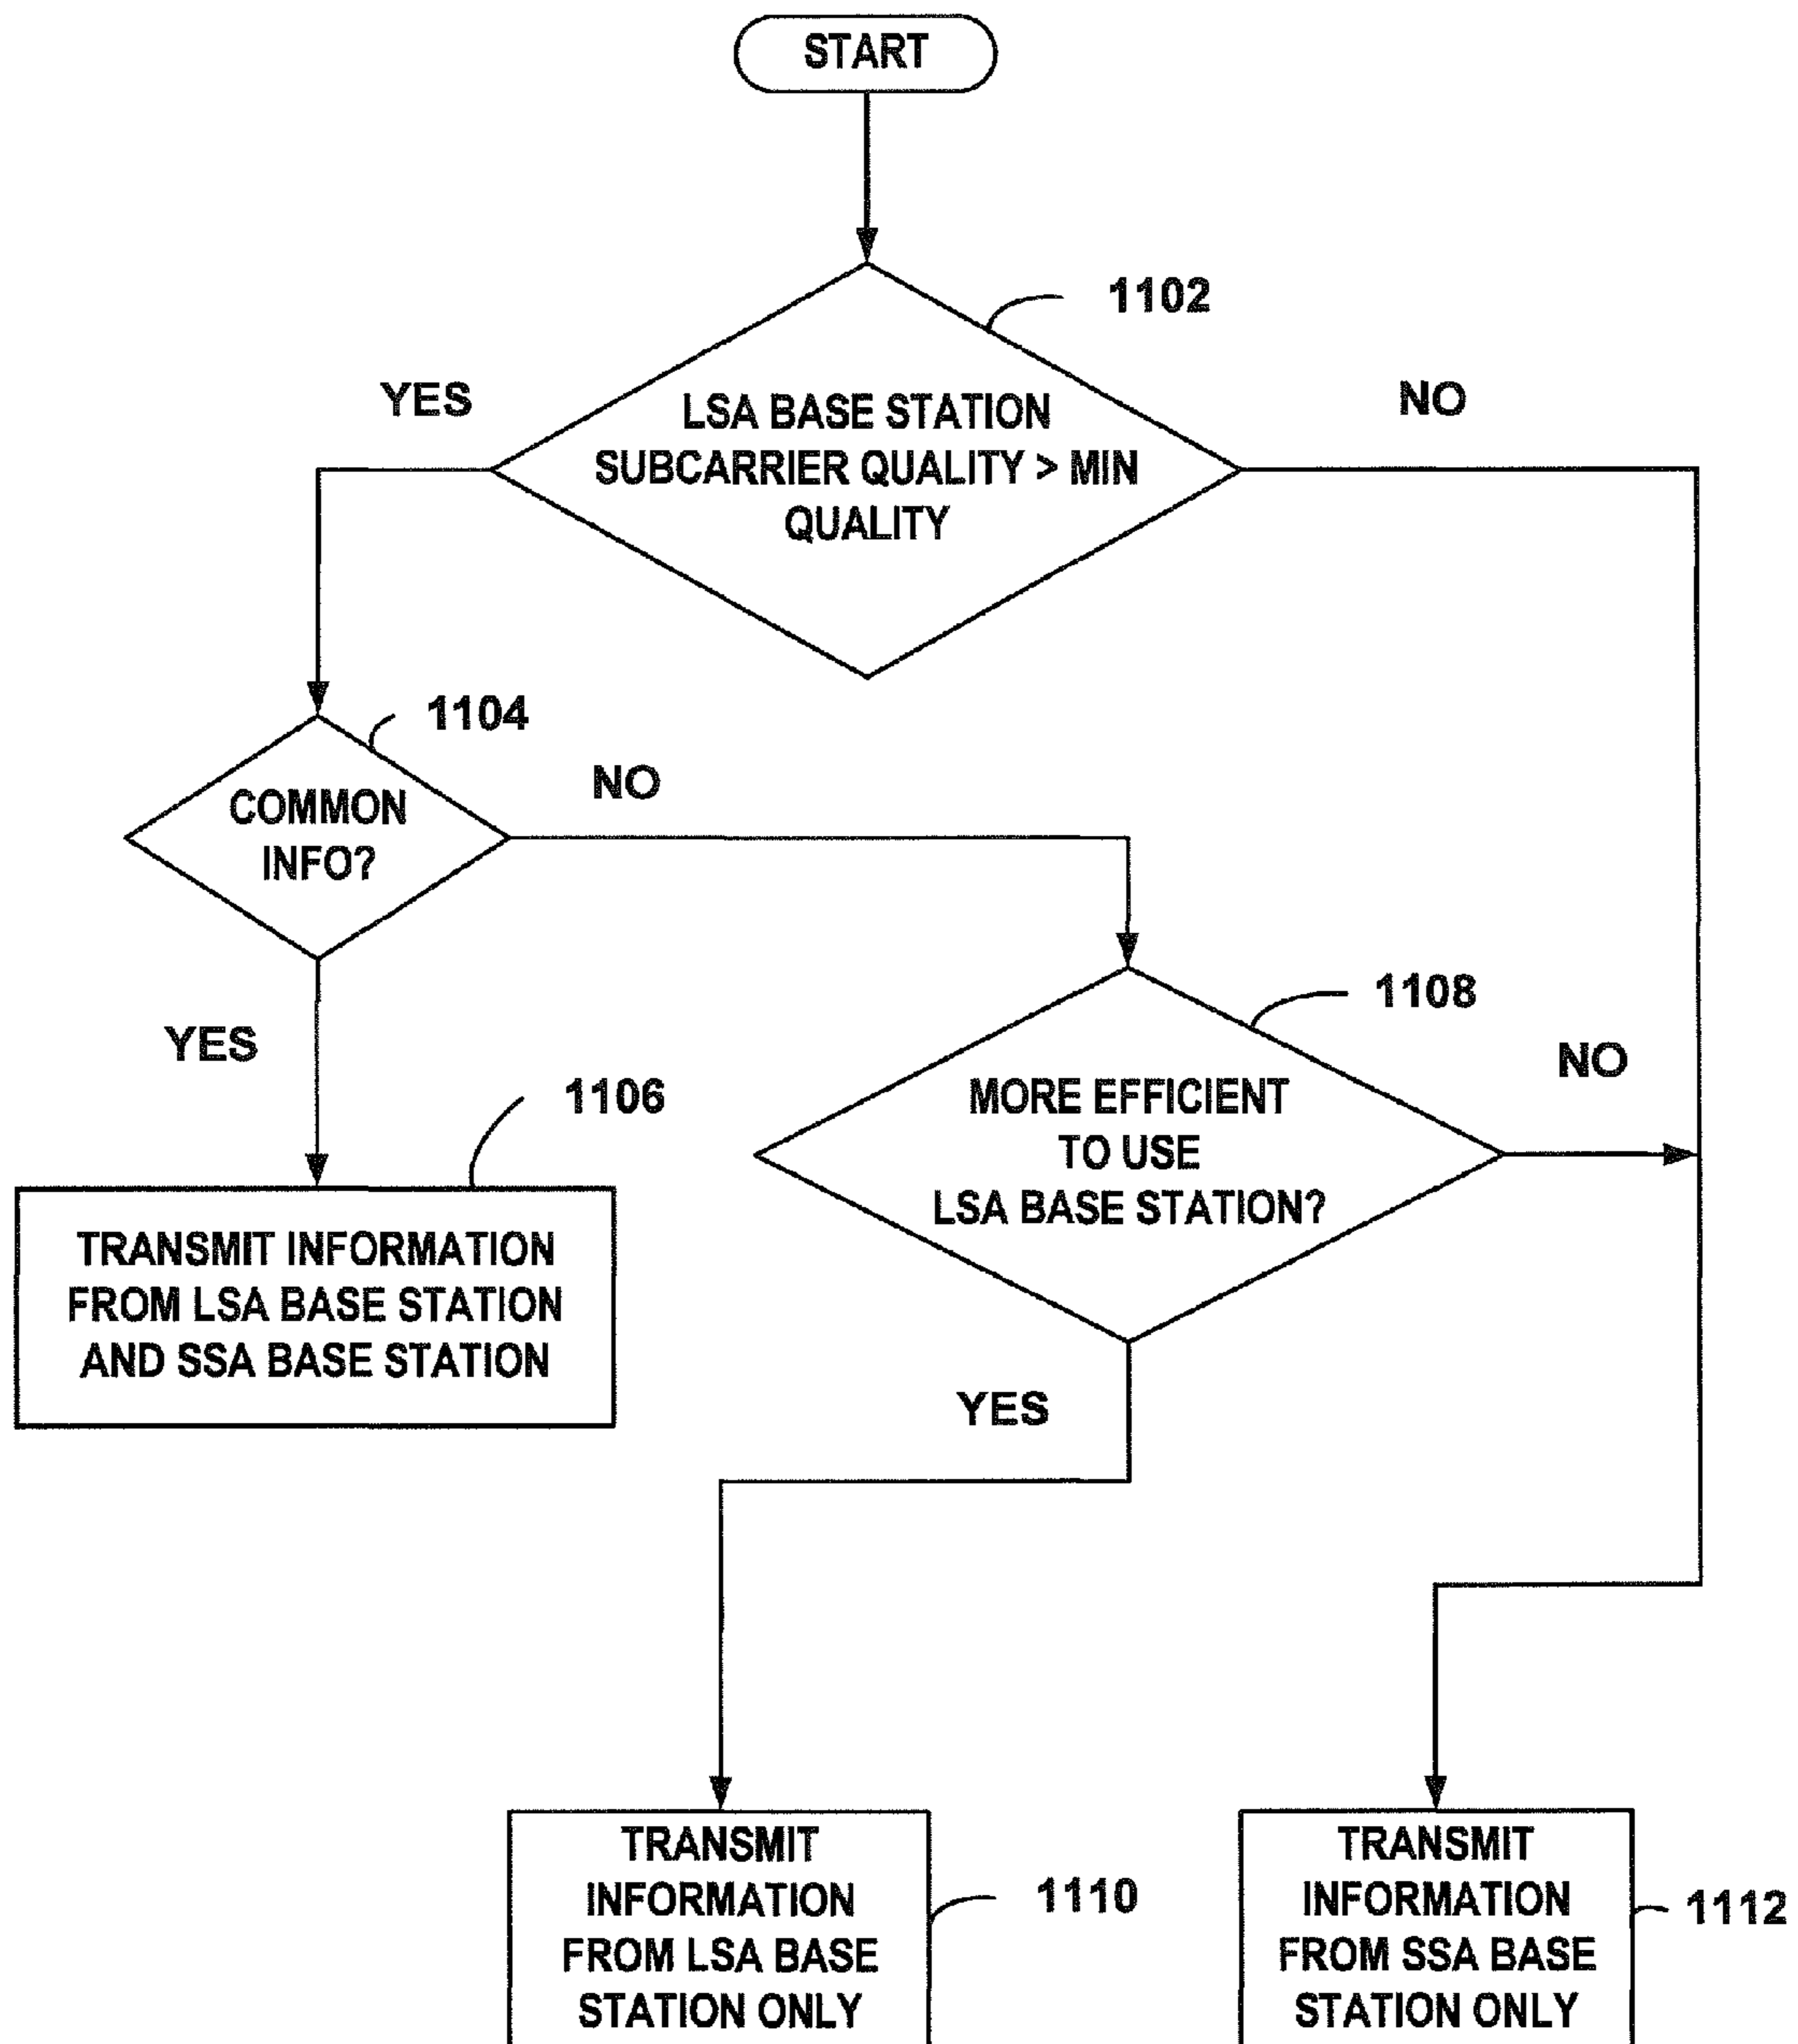 START
1102
YES
NO
LSA BASE STATION
SUBCARRIER QUALITY > MIN
QUALITY
1104
NO
COMMON
INFO?
1108
YES
NO
1106
MORE EFFICIENT
TO USE
LSA BASE STATION?
TRANSMIT INFORMATION
FROM LSA BASE STATION
AND SSA BASE STATION
YES
TRANSMIT
INFORMATION
FROM LSA BASE
STATION ONLY
1110
TRANSMIT
INFORMATION
FROM SSA BASE
STATION ONLY
1112